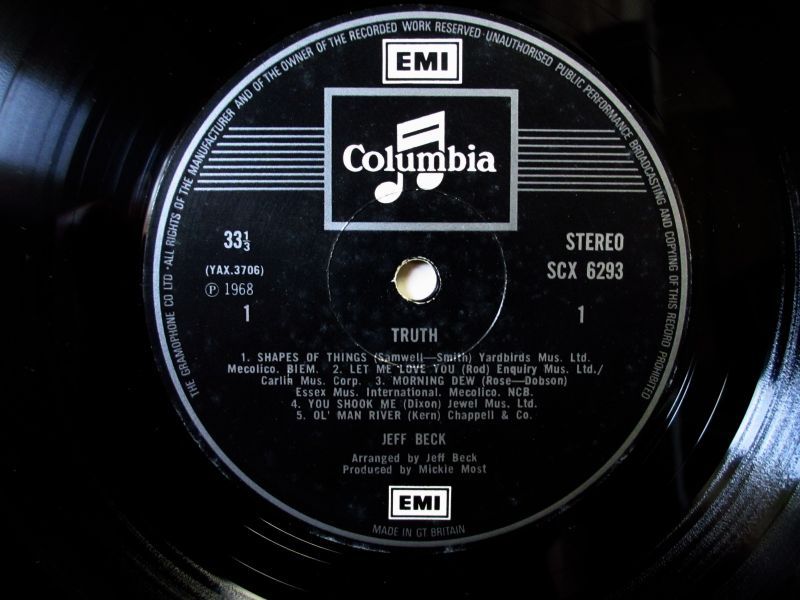 THE GRAMOPHONE CO LTD · ALL RIGHTS OF THE MANUFACTURER AND OF THE OWNER OF THE RECORDED WORK RESERVED · UNAUTHORISED PUBLIC PERFORMANCE BROADCASTING AND COPYING OF THIS RECORD PROHIBITED
EMI
Columbia
33⅓
STEREO
(YAX.3706)
SCX 6293
℗ 1968
1
1
TRUTH
1. SHAPES OF THINGS (Samwell—Smith) Yardbirds Mus. Ltd.
Mecolico. BIEM. 2. LET ME LOVE YOU (Rod) Enquiry Mus. Ltd./
Carlin Mus. Corp. 3. MORNING DEW (Rose—Dobson)
Essex Mus. International. Mecolico. NCB.
4. YOU SHOOK ME (Dixon) Jewel Mus. Ltd.
5. OL' MAN RIVER (Kern) Chappell & Co.
JEFF BECK
Arranged by Jeff Beck
Produced by Mickie Most
EMI
MADE IN GT BRITAIN